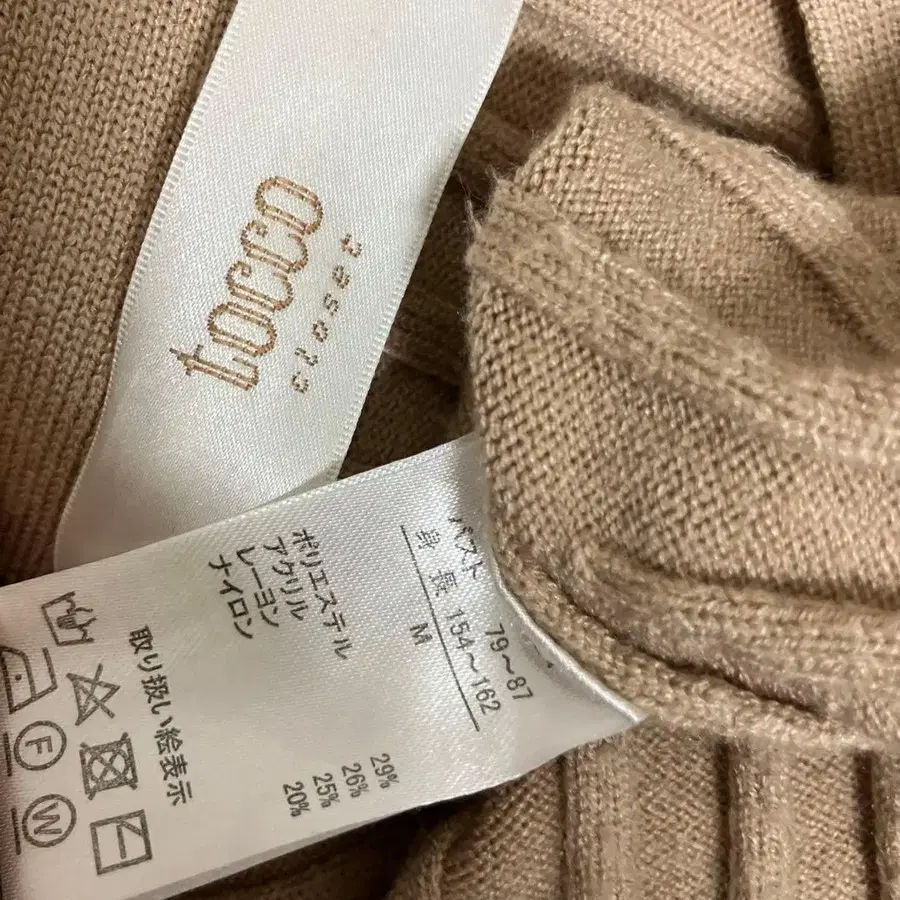 tocco
closet
バスト 79～87
身長 154～162
M
ポリエステル 29%
アクリル 26%
レーヨン 25%
ナイロン 20%
取り扱い絵表示
F
W